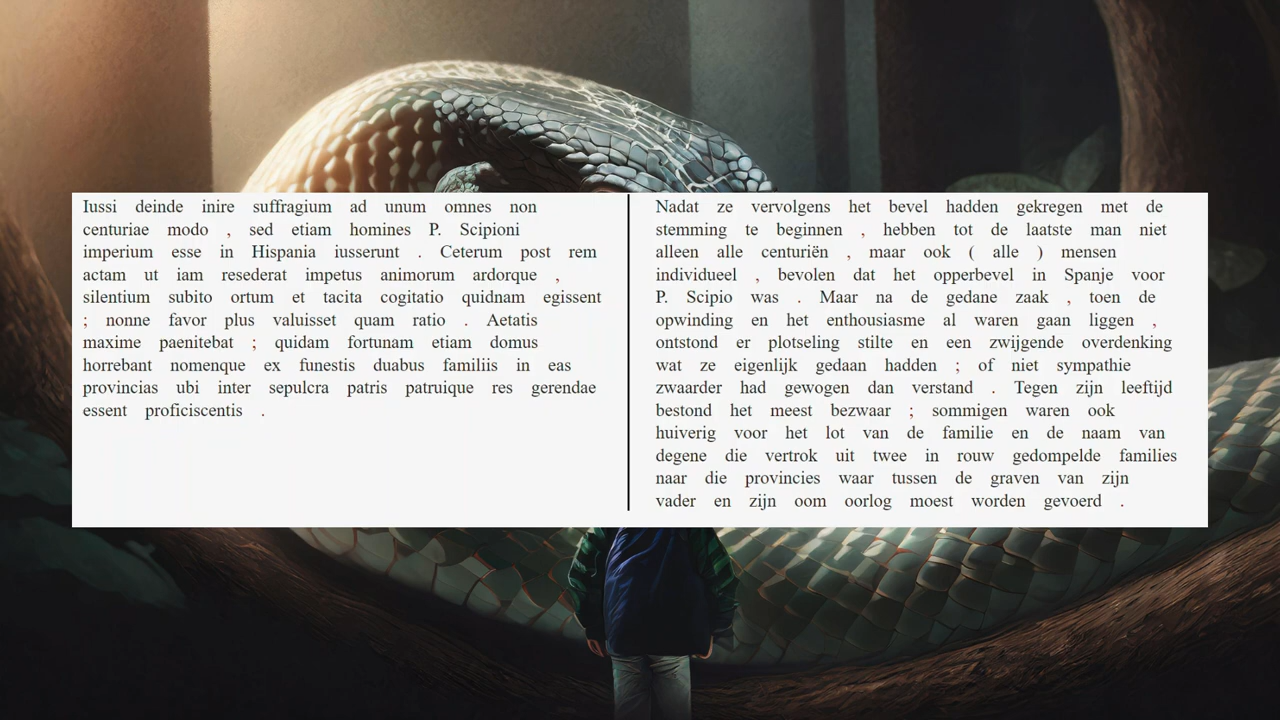 Iussi deinde inire suffragium ad unum omnes non
centuriae modo , sed etiam homines P. Scipioni
imperium esse in Hispania iusserunt . Ceterum post rem
actam ut iam resederat impetus animorum ardorque ,
silentium subito ortum et tacita cogitatio quidnam egissent
; nonne favor plus valuisset quam ratio . Aetatis
maxime paenitebat ; quidam fortunam etiam domus
horrebant nomenque ex funestis duabus familiis in eas
provincias ubi inter sepulcra patris patruique res gerendae
essent proficiscentis .
Nadat ze vervolgens het bevel hadden gekregen met de
stemming te beginnen , hebben tot de laatste man niet
alleen alle centuriën , maar ook ( alle ) mensen
individueel , bevolen dat het opperbevel in Spanje voor
P. Scipio was . Maar na de gedane zaak , toen de
opwinding en het enthousiasme al waren gaan liggen ,
ontstond er plotseling stilte en een zwijgende overdenking
wat ze eigenlijk gedaan hadden ; of niet sympathie
zwaarder had gewogen dan verstand . Tegen zijn leeftijd
bestond het meest bezwaar ; sommigen waren ook
huiverig voor het lot van de familie en de naam van
degene die vertrok uit twee in rouw gedompelde families
naar die provincies waar tussen de graven van zijn
vader en zijn oom oorlog moest worden gevoerd .